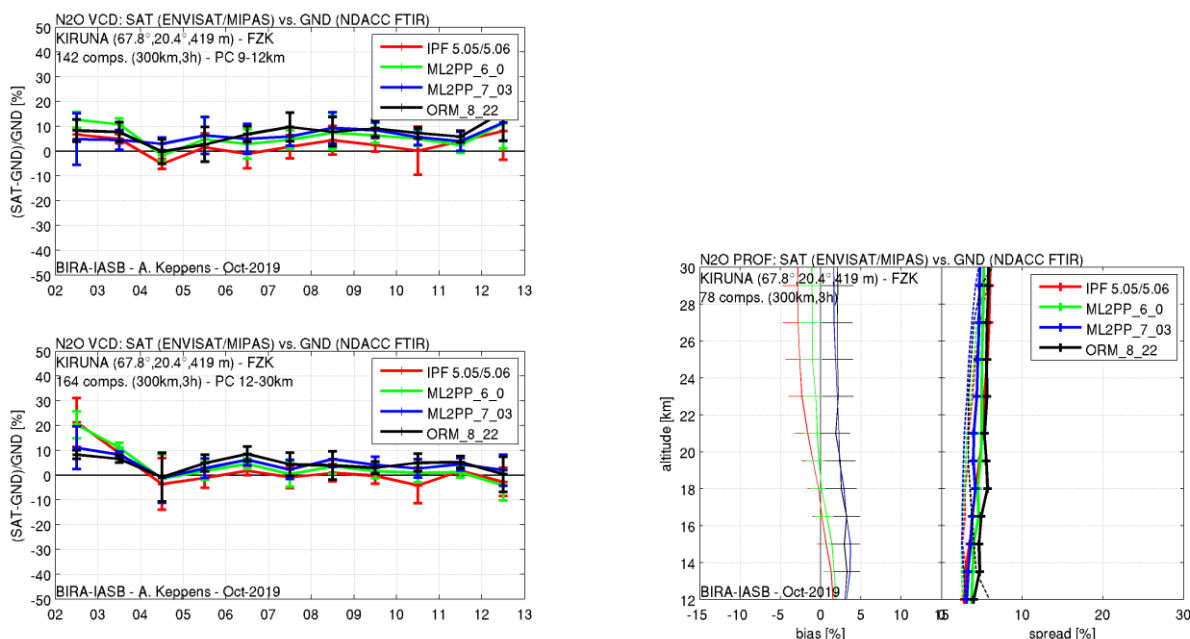 N2O VCD: SAT (ENVISAT/MIPAS) vs. GND (NDACC FTIR)
KIRUNA (67.8°,20.4°,419 m) - FZK
142 comps. (300km,3h) - PC 9-12km
IPF 5.05/5.06
ML2PP_6_0
ML2PP_7_03
ORM_8_22
(SAT-GND)/GND [%]
50
40
30
20
10
0
-10
-20
-30
-40
-50
BIRA-IASB - A. Keppens - Oct-2019
02 03 04 05 06 07 08 09 10 11 12 13
N2O VCD: SAT (ENVISAT/MIPAS) vs. GND (NDACC FTIR)
KIRUNA (67.8°,20.4°,419 m) - FZK
164 comps. (300km,3h) - PC 12-30km
IPF 5.05/5.06
ML2PP_6_0
ML2PP_7_03
ORM_8_22
(SAT-GND)/GND [%]
50
40
30
20
10
0
-10
-20
-30
-40
-50
BIRA-IASB - A. Keppens - Oct-2019
02 03 04 05 06 07 08 09 10 11 12 13
N2O PROF: SAT (ENVISAT/MIPAS) vs. GND (NDACC FTIR)
KIRUNA (67.8°,20.4°,419 m) - FZK
78 comps. (300km,3h)
IPF 5.05/5.06
ML2PP_6_0
ML2PP_7_03
ORM_8_22
altitude [km]
30
28
26
24
22
20
18
16
14
12
BIRA-IASB - Oct-2019
-15 -10 -5 0 5 10 15 0 10 20 30
bias [%] spread [%]